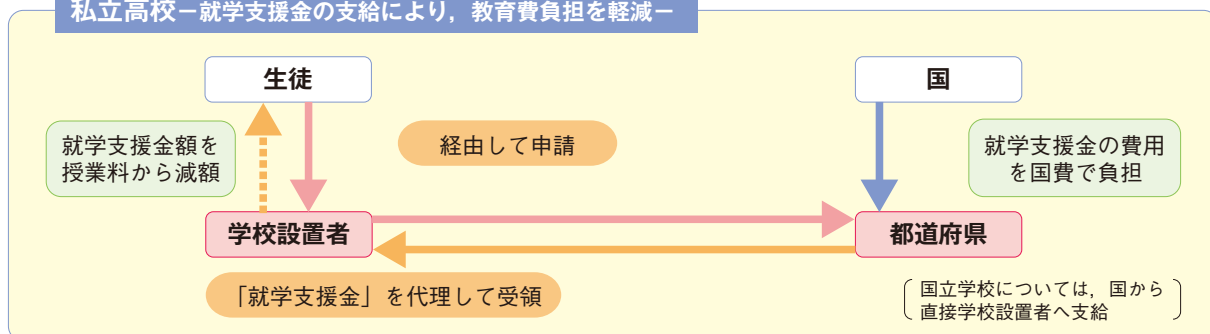 私立高校－就学支援金の支給により，教育費負担を軽減－
生徒
国
就学支援金額を
授業料から減額
経由して申請
就学支援金の費用
を国費で負担
学校設置者
都道府県
「就学支援金」を代理して受領
国立学校については，国から
直接学校設置者へ支給